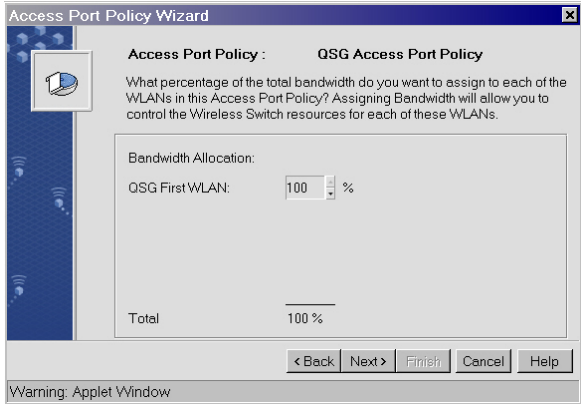 Access Port Policy Wizard
Access Port Policy : QSG Access Port Policy
What percentage of the total bandwidth do you want to assign to each of the
WLANs in this Access Port Policy? Assigning Bandwidth will allow you to
control the Wireless Switch resources for each of these WLANs.
Bandwidth Allocation:
QSG First WLAN: 100 %
Total 100 %
< Back Next > Finish Cancel Help
Warning: Applet Window